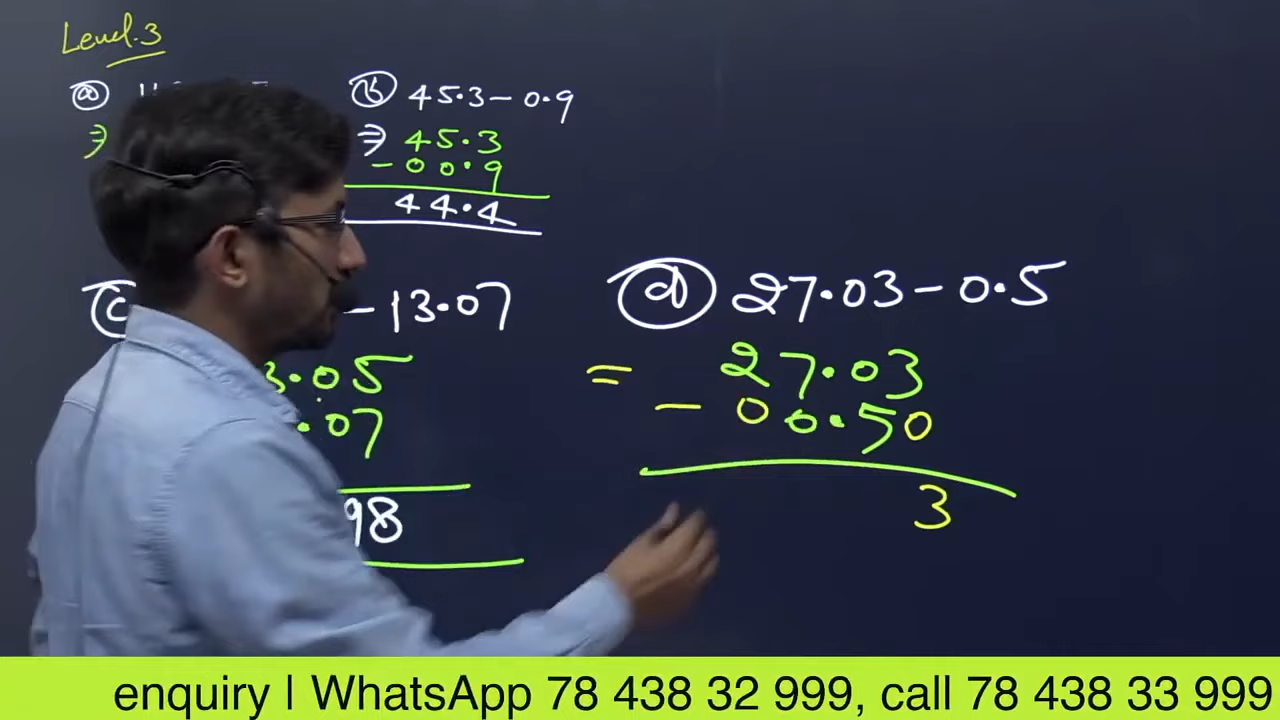 Level.3
ⓐ
ⓑ 45.3 - 0.9
⇒
⇒ 45.3
- 00.9
44.4
ⓒ - 13.07
3.05
.07
98
ⓓ 27.03 - 0.5
= 27.03
- 00.50
3
enquiry | WhatsApp 78 438 32 999, call 78 438 33 999